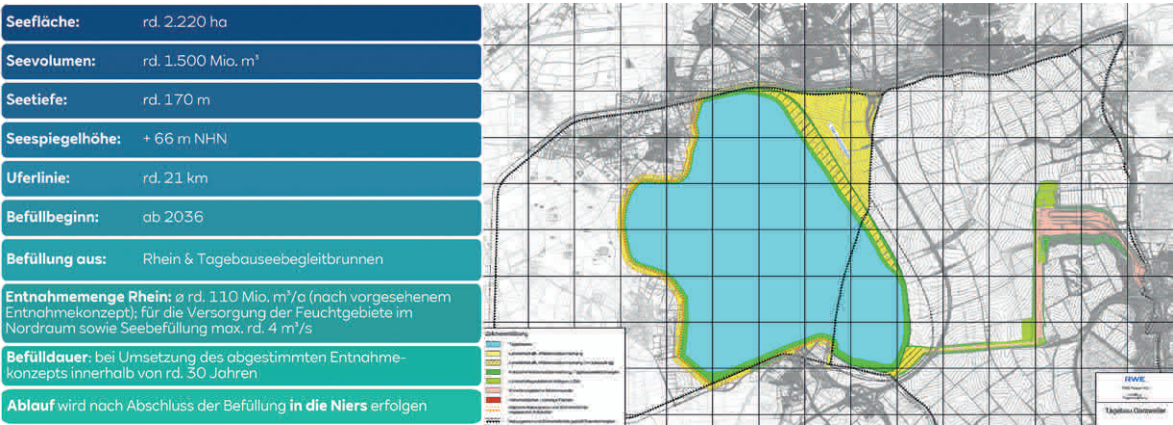 Seefläche: rd. 2.220 ha
Seevolumen: rd. 1.500 Mio. m³
Seetiefe: rd. 170 m
Seespiegelhöhe: + 66 m NHN
Uferlinie: rd. 21 km
Befüllbeginn: ab 2036
Befüllung aus: Rhein & Tagebauseebegleitbrunnen
Entnahmemenge Rhein: ø rd. 110 Mio. m³/a (nach vorgesehenem
Entnahmekonzept); für die Versorgung der Feuchtgebiete im
Nordraum sowie Seebefüllung max. rd. 4 m³/s
Befülldauer: bei Umsetzung des abgestimmten Entnahme-
konzepts innerhalb von rd. 30 Jahren
Ablauf wird nach Abschluss der Befüllung in die Niers erfolgen
RWE
Tagebau Garzweiler